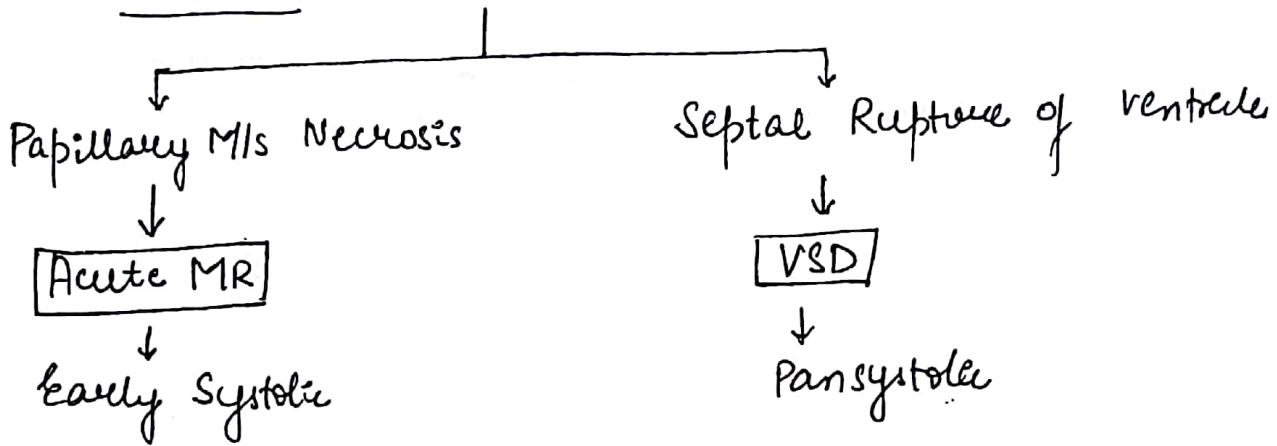 Papillary M/s Necrosis
Septal Rupture of ventricle
Acute MR
VSD
Early Systolic
Pansystolic